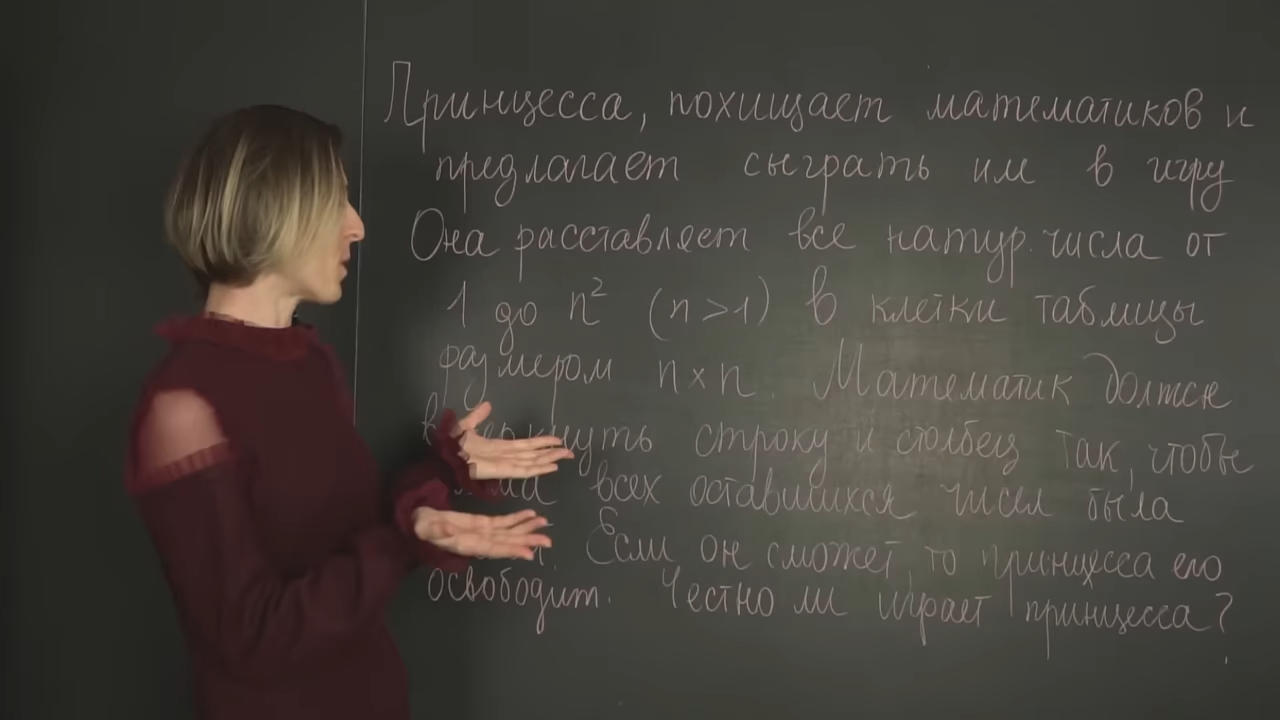 Принцесса, похищает математиков и
предлагает сыграть им в игру
Она расставляет все натур. числа от
1 до n² (n>1) в клетки таблицы
размером n×n. Математик должен
строку и столбец так, чтобы
всех оставшихся чисел была
Если он сможет, то принцесса его
освободит. Честно ли играет принцесса?